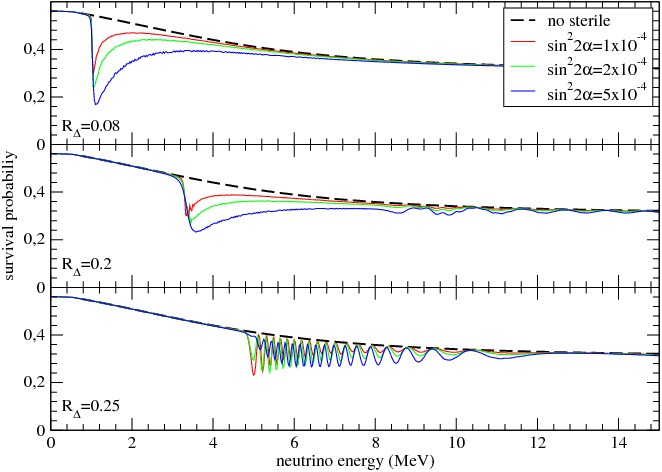 no sterile
sin²2α=1x10⁻⁴
sin²2α=2x10⁻⁴
sin²2α=5x10⁻⁴
0,4
0,2
0
R_Δ=0.08
0,4
0,2
0
R_Δ=0.2
0,4
0,2
0
R_Δ=0.25
survival probabiliy
0 2 4 6 8 10 12 14
neutrino energy (MeV)